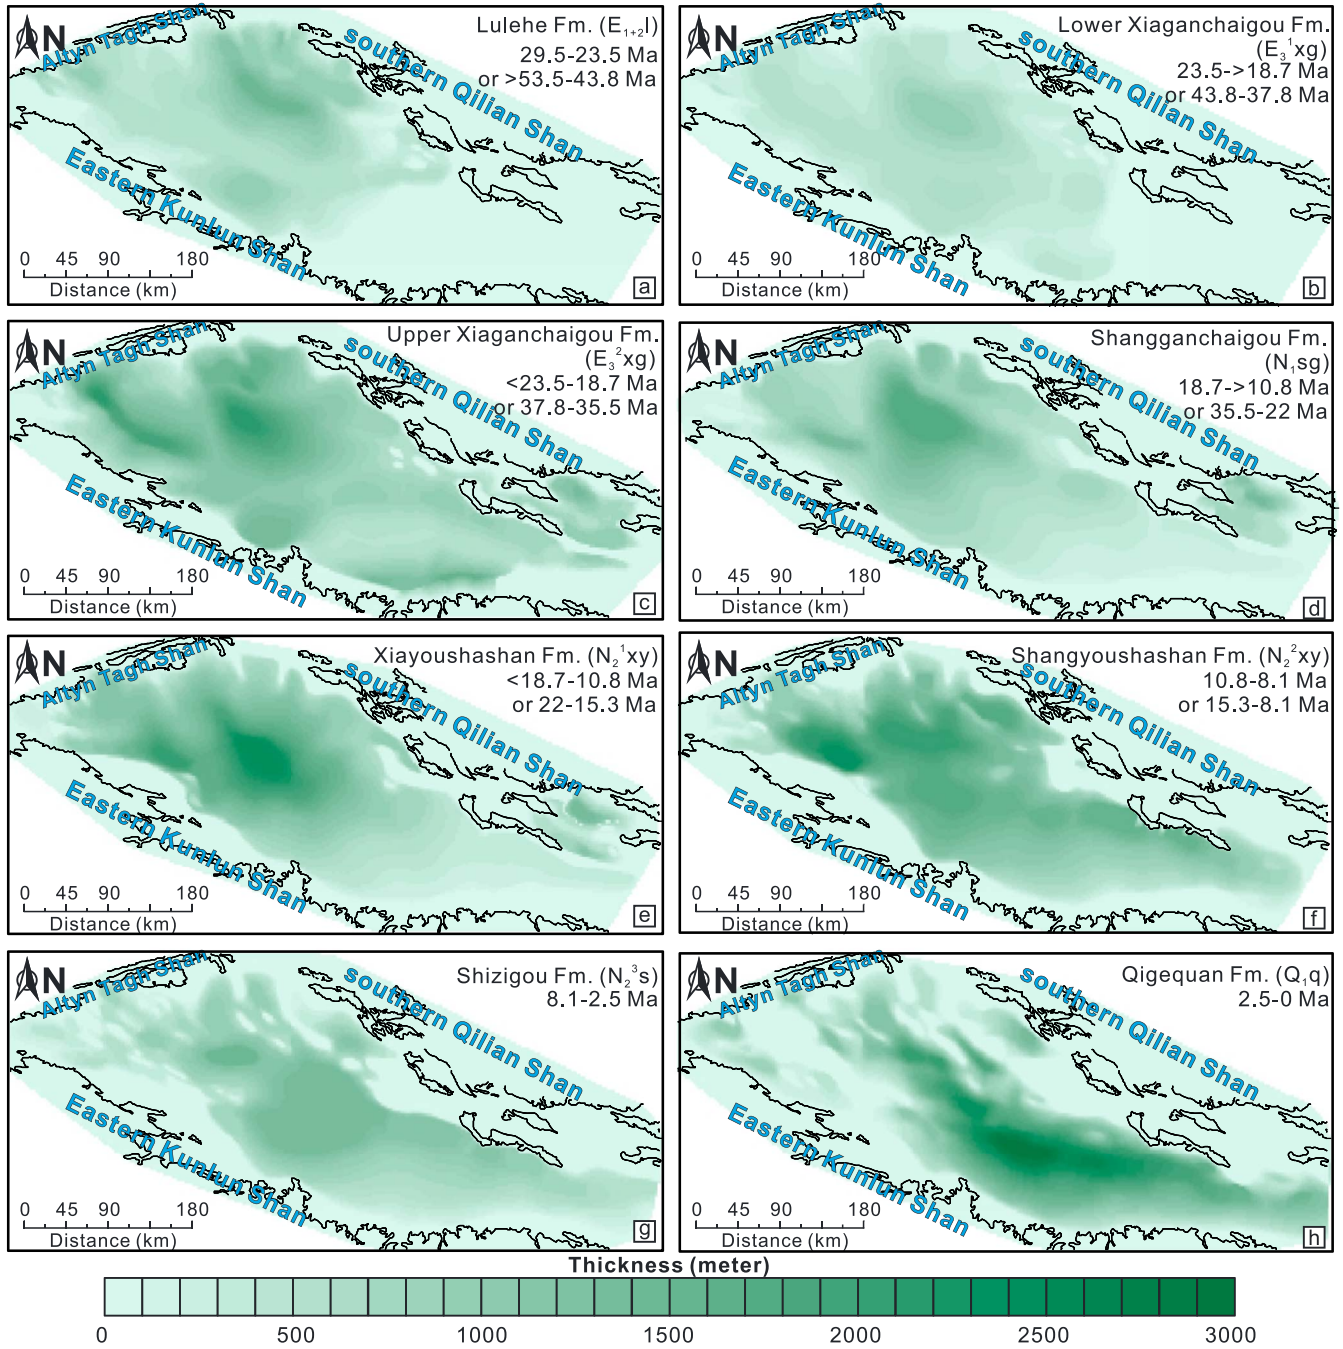 N
Altyn Tagh Shan
southern Qilian Shan
Eastern Kunlun Shan
Lulehe Fm. (E₁₊₂l)
29.5-23.5 Ma
or >53.5-43.8 Ma
0 45 90 180
Distance (km)
a
N
Altyn Tagh Shan
southern Qilian Shan
Eastern Kunlun Shan
Lower Xiaganchaigou Fm.
(E₃¹xg)
23.5->18.7 Ma
or 43.8-37.8 Ma
0 45 90 180
Distance (km)
b
N
Altyn Tagh Shan
southern Qilian Shan
Eastern Kunlun Shan
Upper Xiaganchaigou Fm.
(E₃²xg)
<23.5-18.7 Ma
or 37.8-35.5 Ma
0 45 90 180
Distance (km)
c
N
Altyn Tagh Shan
southern Qilian Shan
Eastern Kunlun Shan
Shangganchaigou Fm.
(N₁sg)
18.7->10.8 Ma
or 35.5-22 Ma
0 45 90 180
Distance (km)
d
N
Altyn Tagh Shan
southern Qilian Shan
Eastern Kunlun Shan
Xiayoushashan Fm. (N₂¹xy)
<18.7-10.8 Ma
or 22-15.3 Ma
0 45 90 180
Distance (km)
e
N
Altyn Tagh Shan
southern Qilian Shan
Eastern Kunlun Shan
Shangyoushashan Fm. (N₂²xy)
10.8-8.1 Ma
or 15.3-8.1 Ma
0 45 90 180
Distance (km)
f
N
Altyn Tagh Shan
southern Qilian Shan
Eastern Kunlun Shan
Shizigou Fm. (N₂³s)
8.1-2.5 Ma
0 45 90 180
Distance (km)
g
N
Altyn Tagh Shan
southern Qilian Shan
Eastern Kunlun Shan
Qigequan Fm. (Q₁q)
2.5-0 Ma
0 45 90 180
Distance (km)
h
Thickness (meter)
0 500 1000 1500 2000 2500 3000